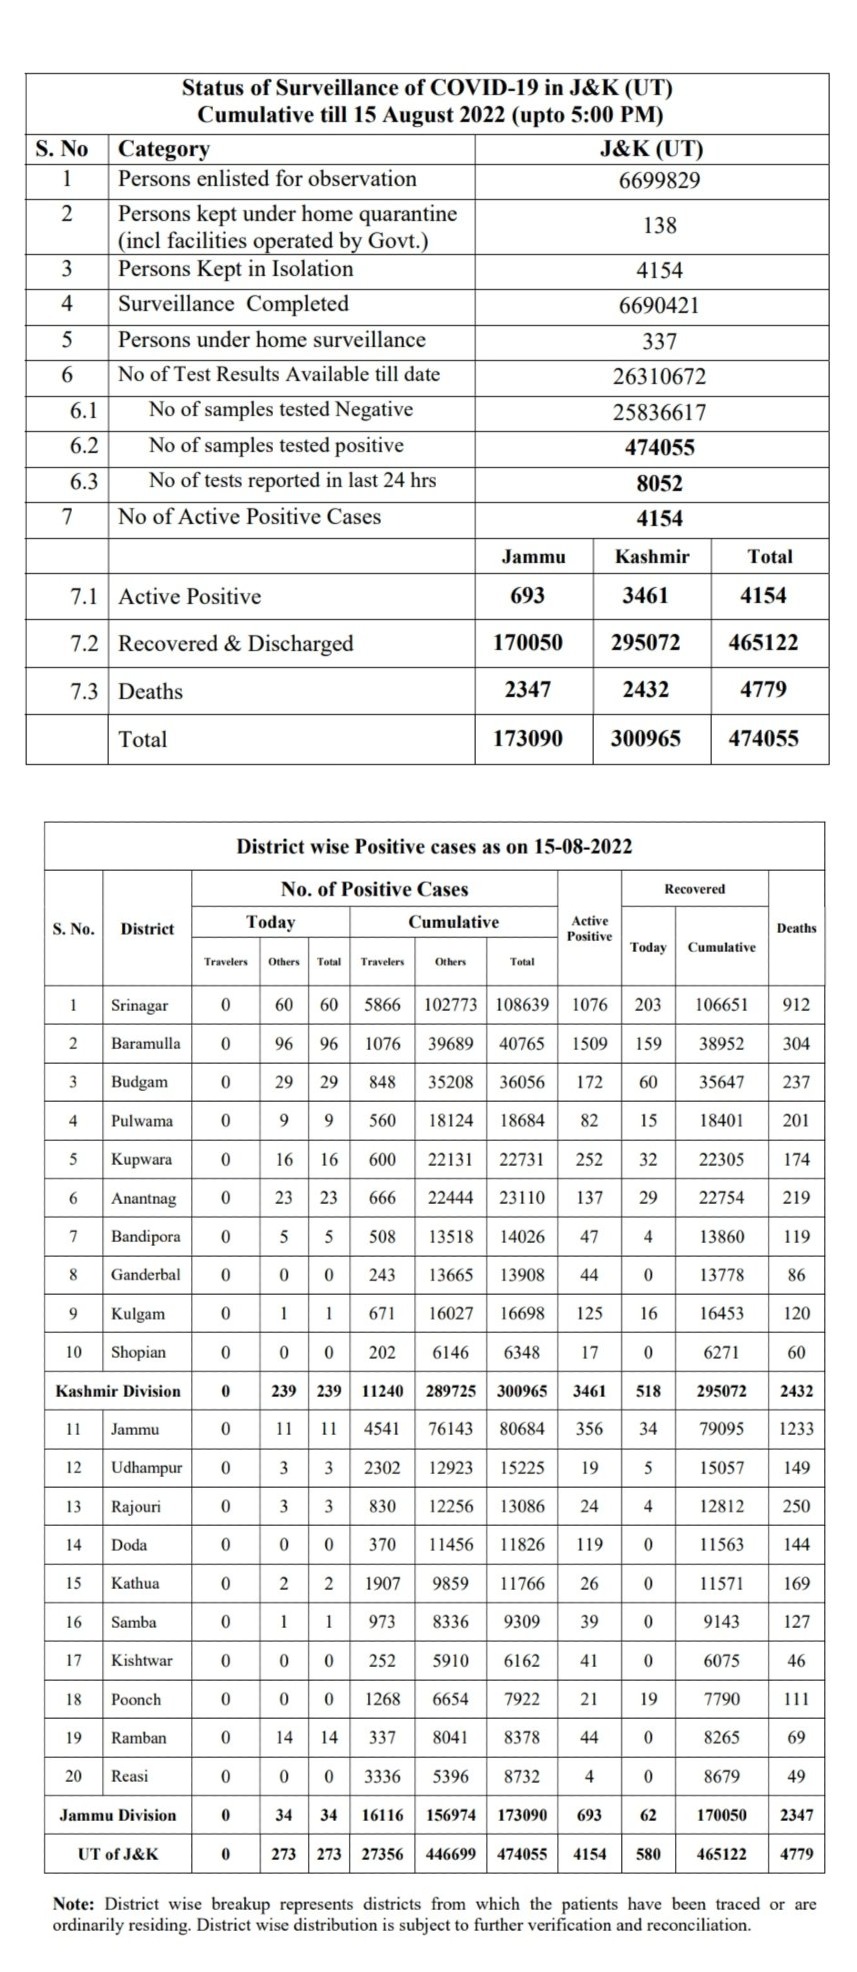 Status of Surveillance of COVID-19 in J&K (UT)
Cumulative till 15 August 2022 (upto 5:00 PM)
S. No Category J&K (UT)
1 Persons enlisted for observation 6699829
2 Persons kept under home quarantine
(incl facilities operated by Govt.) 138
3 Persons Kept in Isolation 4154
4 Surveillance Completed 6690421
5 Persons under home surveillance 337
6 No of Test Results Available till date 26310672
6.1 No of samples tested Negative 25836617
6.2 No of samples tested positive 474055
6.3 No of tests reported in last 24 hrs 8052
7 No of Active Positive Cases 4154
Jammu Kashmir Total
7.1 Active Positive 693 3461 4154
7.2 Recovered & Discharged 170050 295072 465122
7.3 Deaths 2347 2432 4779
Total 173090 300965 474055
District wise Positive cases as on 15-08-2022
S. No. District No. of Positive Cases Active Positive Recovered Deaths
Today Cumulative Today Cumulative
Travelers Others Total Travelers Others Total
1 Srinagar 0 60 60 5866 102773 108639 1076 203 106651 912
2 Baramulla 0 96 96 1076 39689 40765 1509 159 38952 304
3 Budgam 0 29 29 848 35208 36056 172 60 35647 237
4 Pulwama 0 9 9 560 18124 18684 82 15 18401 201
5 Kupwara 0 16 16 600 22131 22731 252 32 22305 174
6 Anantnag 0 23 23 666 22444 23110 137 29 22754 219
7 Bandipora 0 5 5 508 13518 14026 47 4 13860 119
8 Ganderbal 0 0 0 243 13665 13908 44 0 13778 86
9 Kulgam 0 1 1 671 16027 16698 125 16 16453 120
10 Shopian 0 0 0 202 6146 6348 17 0 6271 60
Kashmir Division 0 239 239 11240 289725 300965 3461 518 295072 2432
11 Jammu 0 11 11 4541 76143 80684 356 34 79095 1233
12 Udhampur 0 3 3 2302 12923 15225 19 5 15057 149
13 Rajouri 0 3 3 830 12256 13086 24 4 12812 250
14 Doda 0 0 0 370 11456 11826 119 0 11563 144
15 Kathua 0 2 2 1907 9859 11766 26 0 11571 169
16 Samba 0 1 1 973 8336 9309 39 0 9143 127
17 Kishtwar 0 0 0 252 5910 6162 41 0 6075 46
18 Poonch 0 0 0 1268 6654 7922 21 19 7790 111
19 Ramban 0 14 14 337 8041 8378 44 0 8265 69
20 Reasi 0 0 0 3336 5396 8732 4 0 8679 49
Jammu Division 0 34 34 16116 156974 173090 693 62 170050 2347
UT of J&K 0 273 273 27356 446699 474055 4154 580 465122 4779
Note: District wise breakup represents districts from which the patients have been traced or are
ordinarily residing. District wise distribution is subject to further verification and reconciliation.